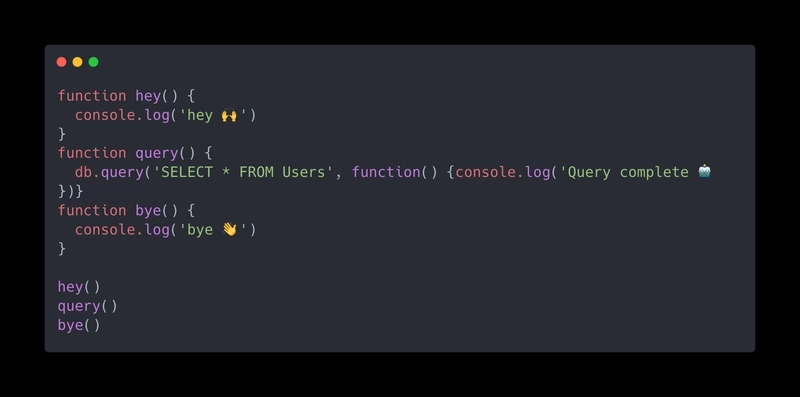 function hey() {
  console.log('hey 🙌')
}
function query() {
  db.query('SELECT * FROM Users', function() {console.log('Query complete 🤖
})}
function bye() {
  console.log('bye 👋')
}

hey()
query()
bye()